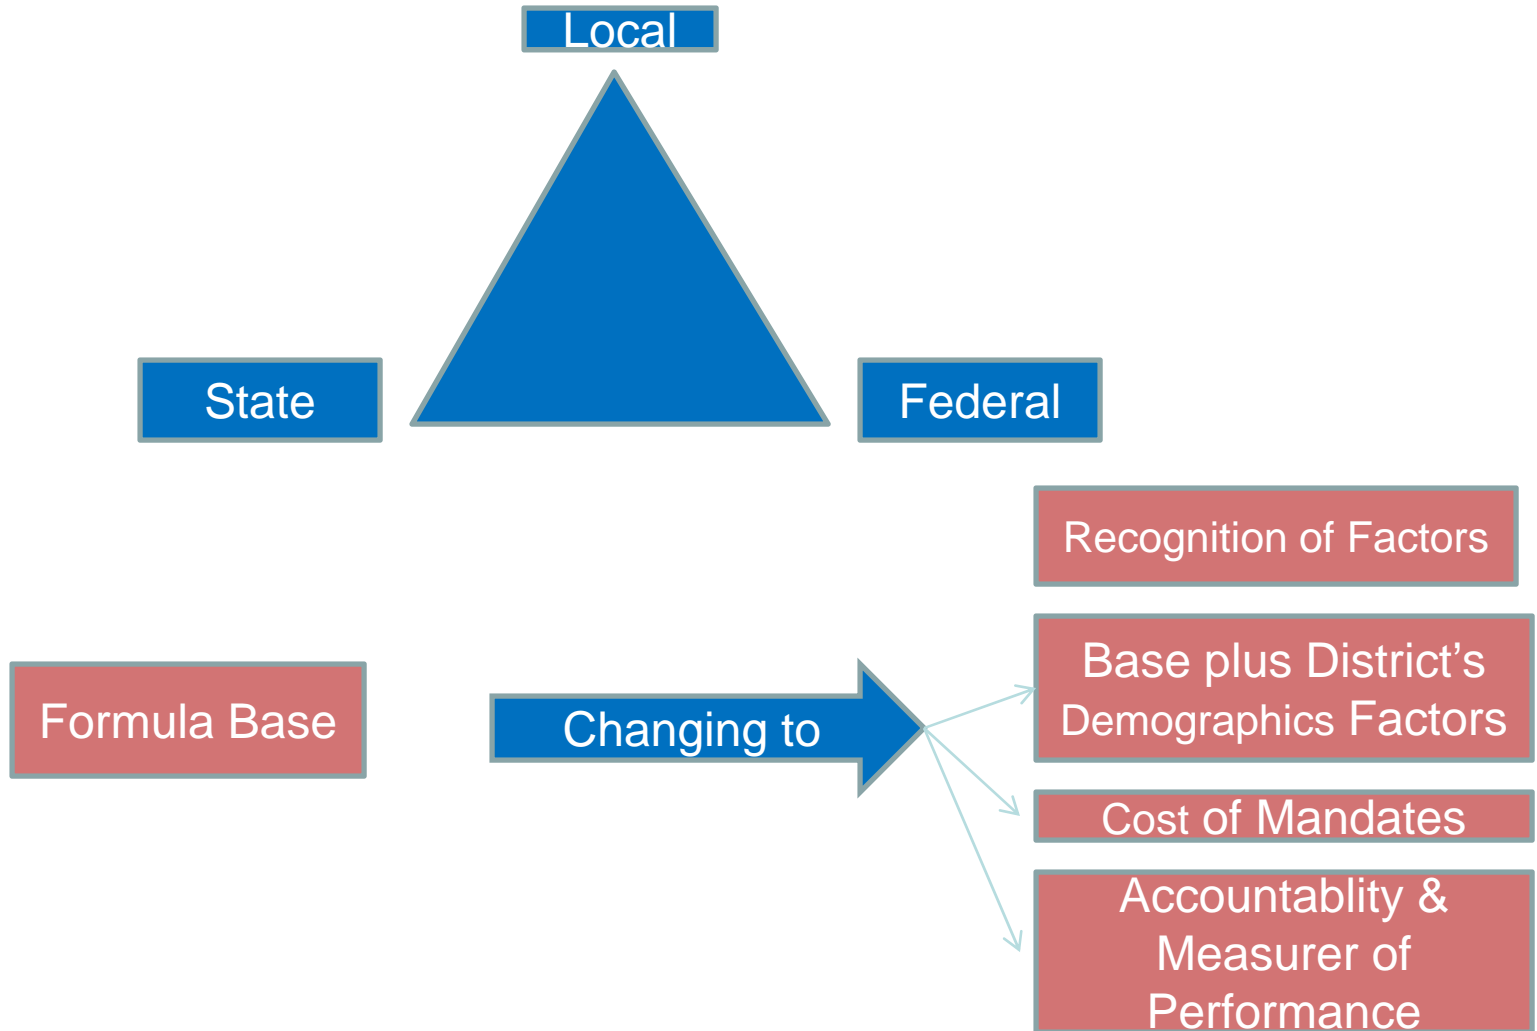 Local
State
Federal
Recognition of Factors
Formula Base
Changing to
Base plus District’s
Demographics Factors
Cost of Mandates
Accountablity &
Measurer of
Performance